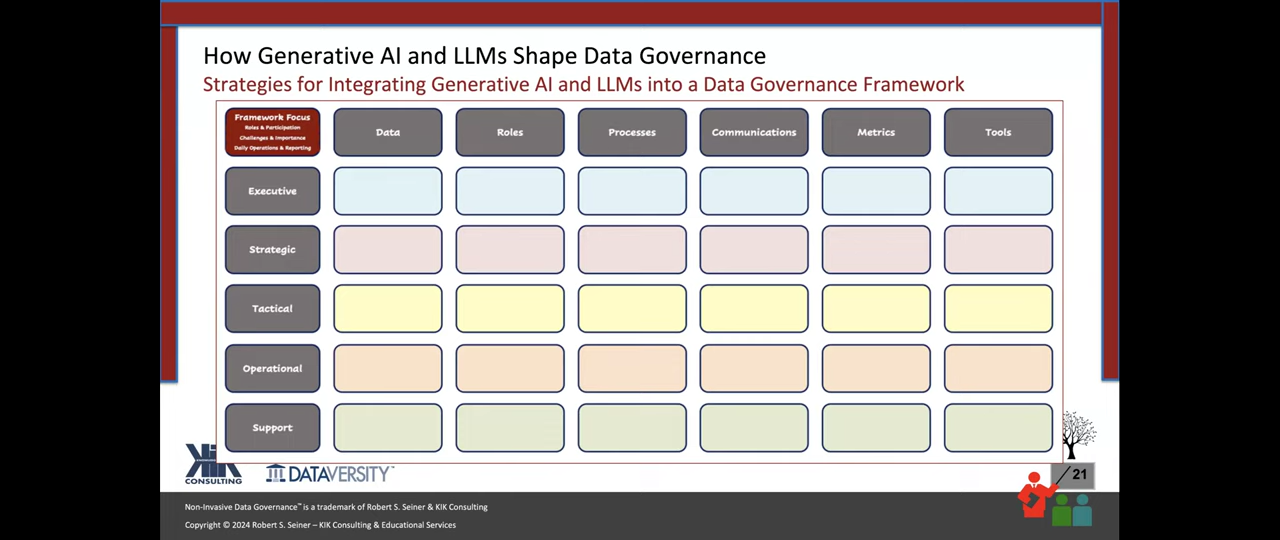 How Generative AI and LLMs Shape Data Governance
Strategies for Integrating Generative AI and LLMs into a Data Governance Framework
Framework Focus
Roles & Participation
Challenges & Importance
Daily Operations & Reporting
Data
Roles
Processes
Communications
Metrics
Tools
Executive
Strategic
Tactical
Operational
Support
KIK
CONSULTING
DATAVERSITY™
21
Non-Invasive Data Governance™ is a trademark of Robert S. Seiner & KIK Consulting
Copyright © 2024 Robert S. Seiner – KIK Consulting & Educational Services